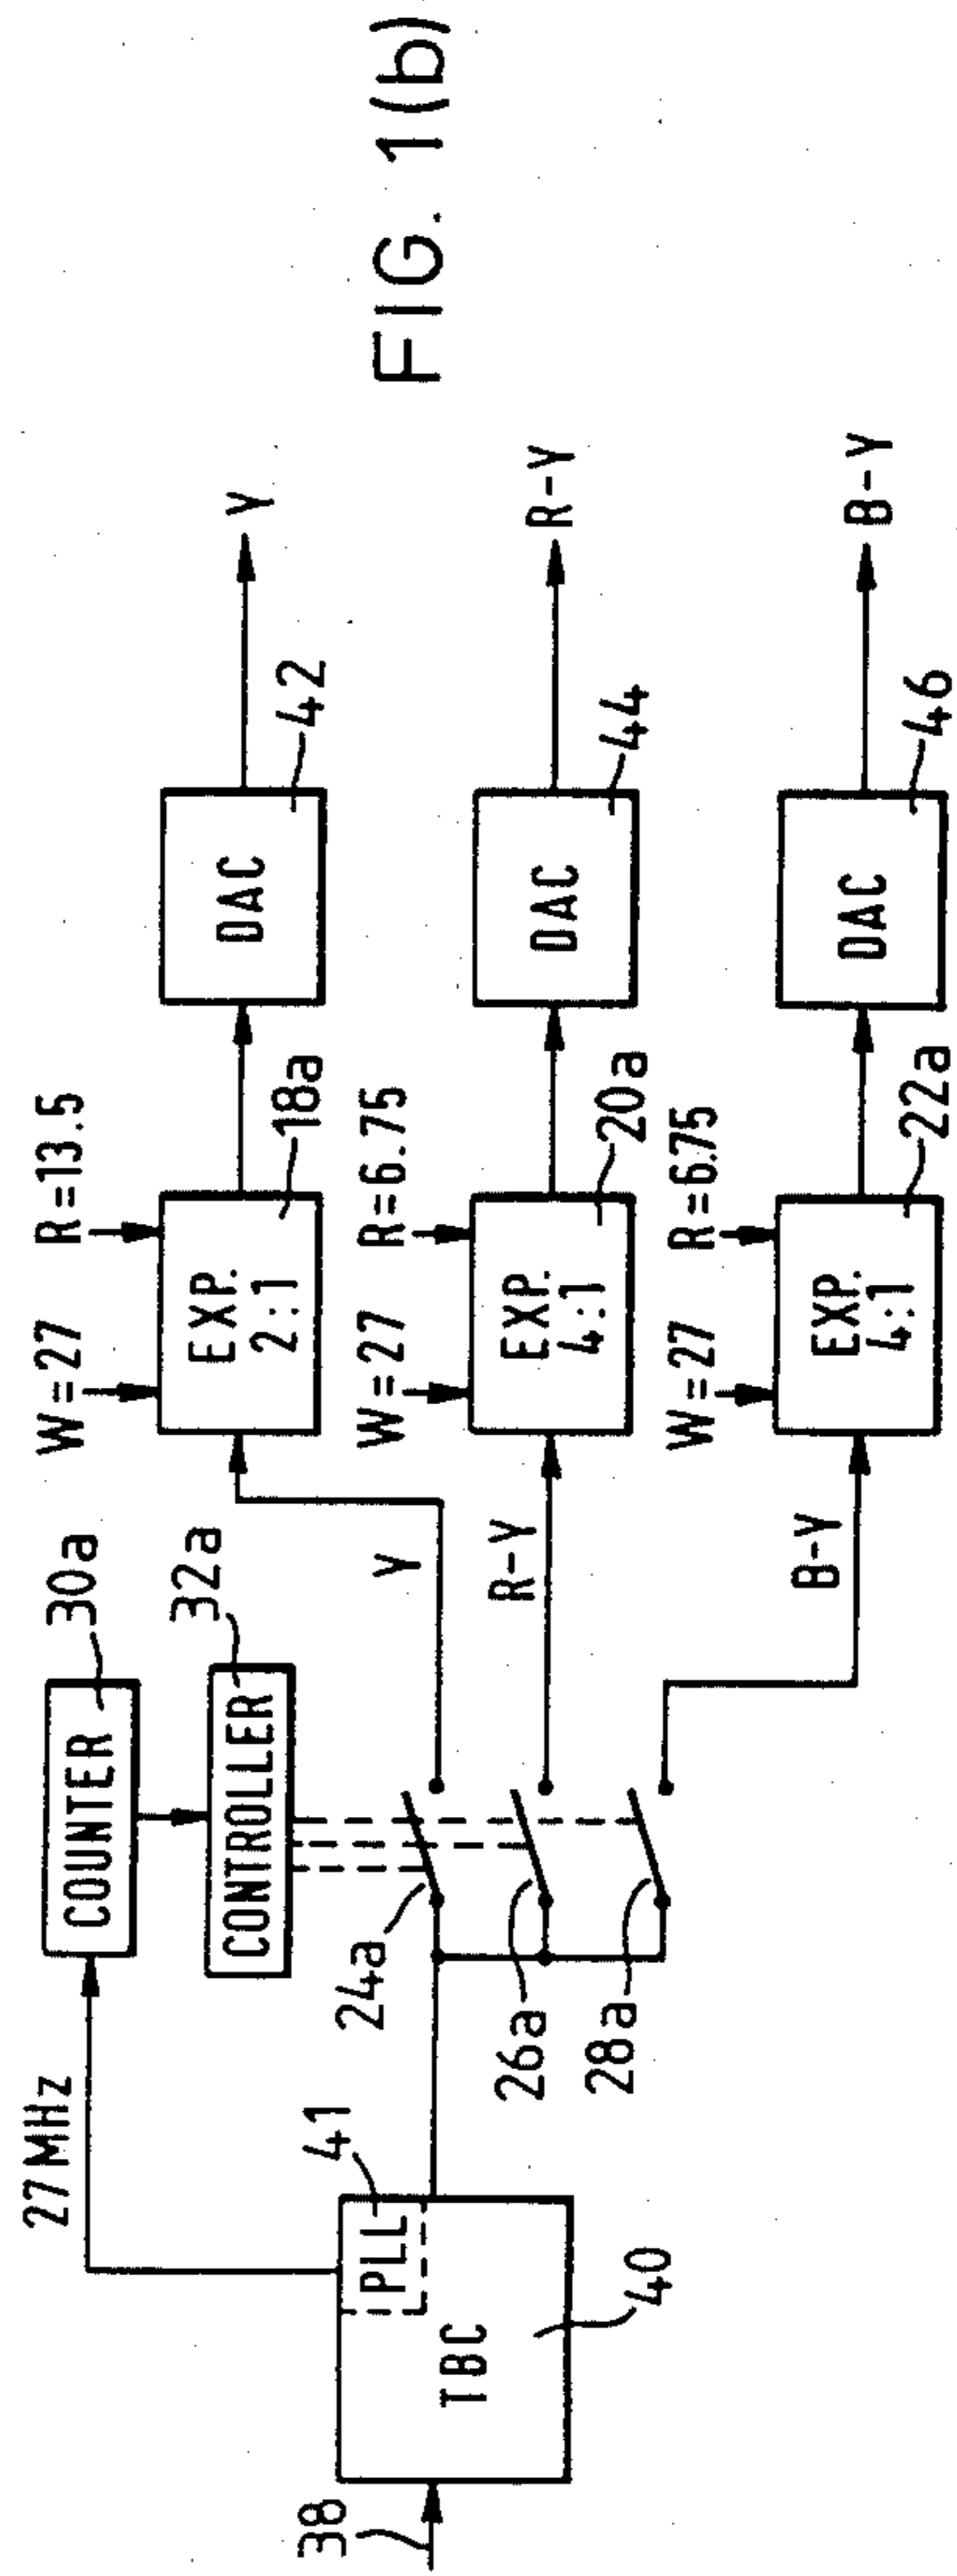 38
TBC
40
PLL
41
27 MHz
COUNTER
30a
CONTROLLER
32a
24a
26a
28a
Y
R-Y
B-Y
W = 27
R = 13.5
EXP.
2:1
18a
W = 27
R = 6.75
EXP.
4:1
20a
W = 27
R = 6.75
EXP.
4:1
22a
DAC
42
Y
DAC
44
R-Y
DAC
46
B-Y
FIG. 1(b)